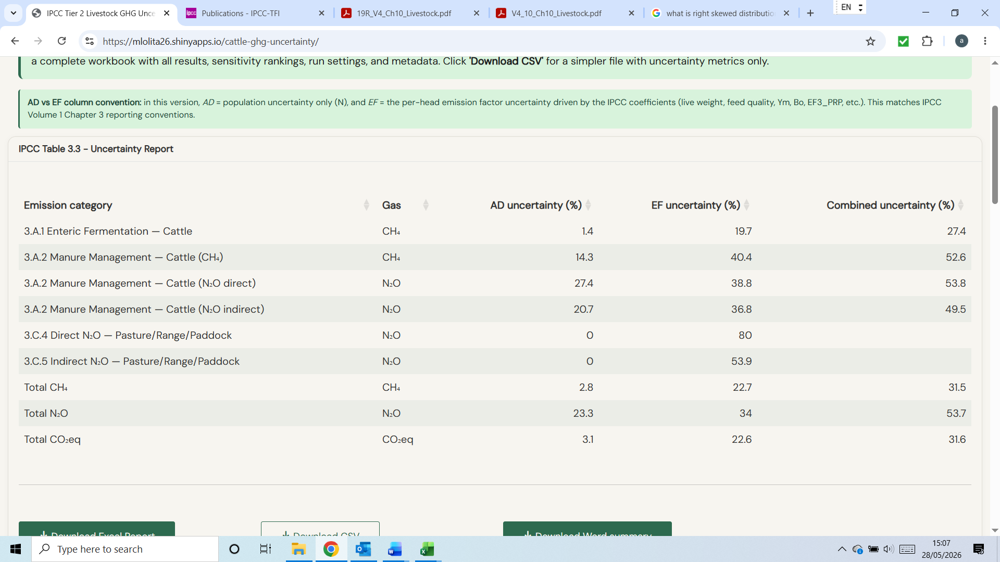 IPCC Tier 2 Livestock GHG Unce
Publications - IPCC-TFI
19R_V4_Ch10_Livestock.pdf
V4_10_Ch10_Livestock.pdf
what is right skewed distributio
EN
https://mlolita26.shinyapps.io/cattle-ghg-uncertainty/
a
a complete workbook with all results, sensitivity rankings, run settings, and metadata. Click 'Download CSV' for a simpler file with uncertainty metrics only.
AD vs EF column convention: in this version, AD = population uncertainty only (N), and EF = the per-head emission factor uncertainty driven by the IPCC coefficients (live weight, feed quality, Ym, Bo, EF3_PRP, etc.). This matches IPCC
Volume 1 Chapter 3 reporting conventions.
IPCC Table 3.3 - Uncertainty Report
Emission category Gas AD uncertainty (%) EF uncertainty (%) Combined uncertainty (%)
3.A.1 Enteric Fermentation — Cattle CH₄ 1.4 19.7 27.4
3.A.2 Manure Management — Cattle (CH₄) CH₄ 14.3 40.4 52.6
3.A.2 Manure Management — Cattle (N₂O direct) N₂O 27.4 38.8 53.8
3.A.2 Manure Management — Cattle (N₂O indirect) N₂O 20.7 36.8 49.5
3.C.4 Direct N₂O — Pasture/Range/Paddock N₂O 0 80
3.C.5 Indirect N₂O — Pasture/Range/Paddock N₂O 0 53.9
Total CH₄ CH₄ 2.8 22.7 31.5
Total N₂O N₂O 23.3 34 53.7
Total CO₂eq CO₂eq 3.1 22.6 31.6
Download Excel Report Download CSV Download Word summary
Type here to search
15:07
28/05/2026